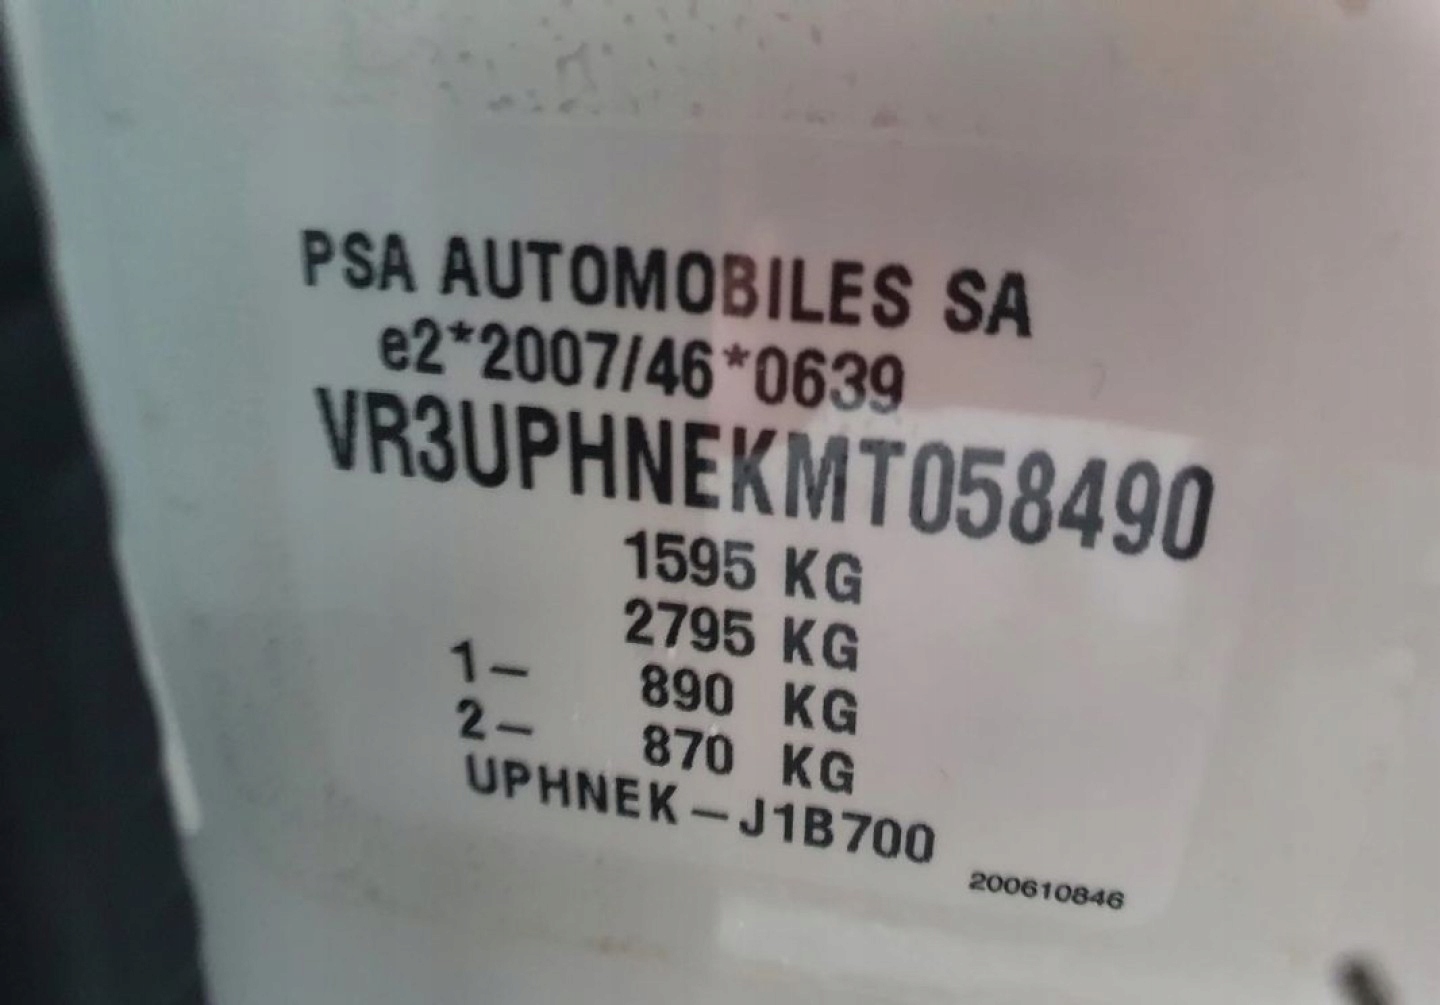 PSA AUTOMOBILES SA
e2*2007/46*0639
VR3UPHNEKMT058490
1595 KG
2795 KG
1- 890 KG
2- 870 KG
UPHNEK-J1B700
200610846